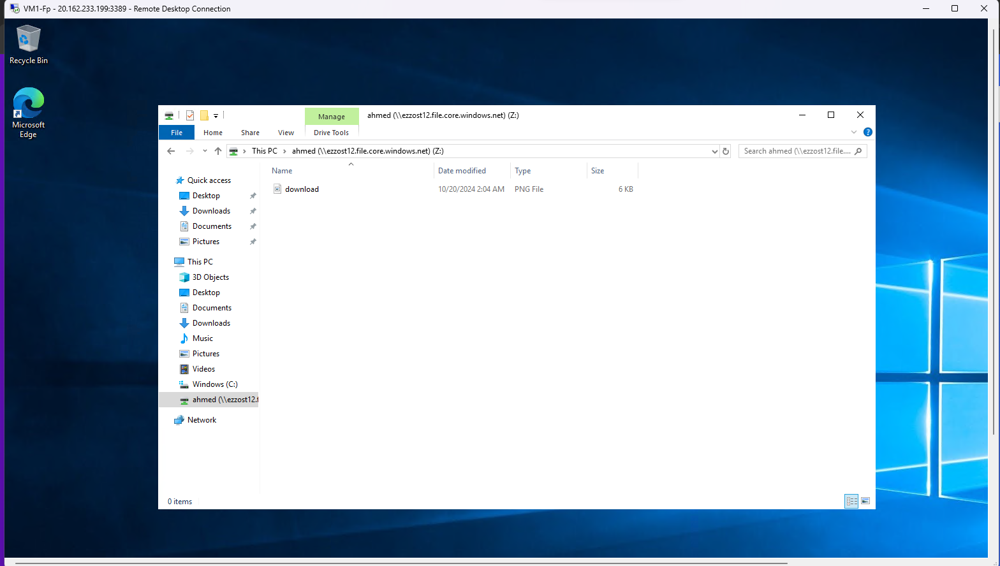 VM1-Fp - 20.162.233.199:3389 - Remote Desktop Connection
Recycle Bin
Microsoft
Edge
Manage
ahmed (\\ezzost12.file.core.windows.net) (Z:)
File
Home
Share
View
Drive Tools
This PC
ahmed (\\ezzost12.file.core.windows.net) (Z:)
Search ahmed (\\ezzost12.file....
Name
Date modified
Type
Size
download
10/20/2024 2:04 AM
PNG File
6 KB
Quick access
Desktop
Downloads
Documents
Pictures
This PC
3D Objects
Desktop
Documents
Downloads
Music
Pictures
Videos
Windows (C:)
ahmed (\\ezzost12.f
Network
0 items